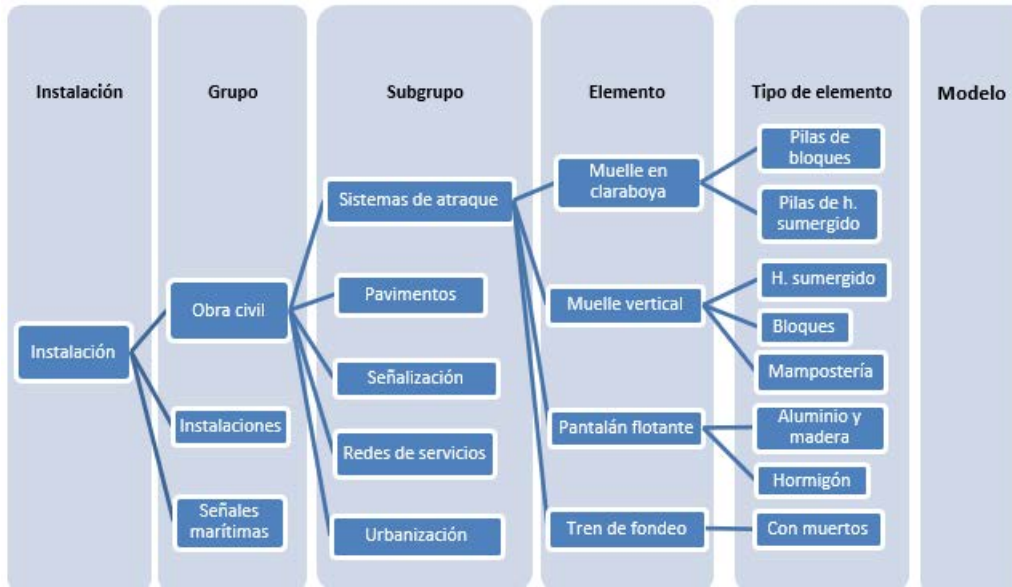 Instalación
Grupo
Subgrupo
Elemento
Tipo de elemento
Modelo
Instalación
Obra civil
Instalaciones
Señales
marítimas
Sistemas de atraque
Pavimentos
Señalización
Redes de servicios
Urbanización
Muelle en
claraboya
Muelle vertical
Pantalán flotante
Tren de fondeo
Pilas de
bloques
Pilas de h.
sumergido
H. sumergido
Bloques
Mampostería
Aluminio y
madera
Hormigón
Con muertos